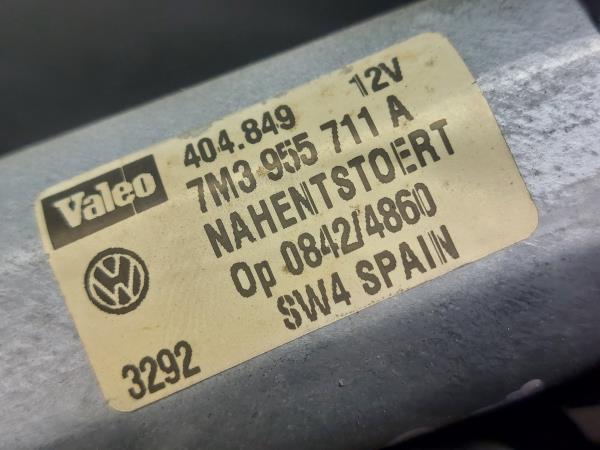 404.849 12V
Valeo 7M3 955 711 A
NAHENTSTOERT
Op 0842/4860
SW4 SPAIN
3292